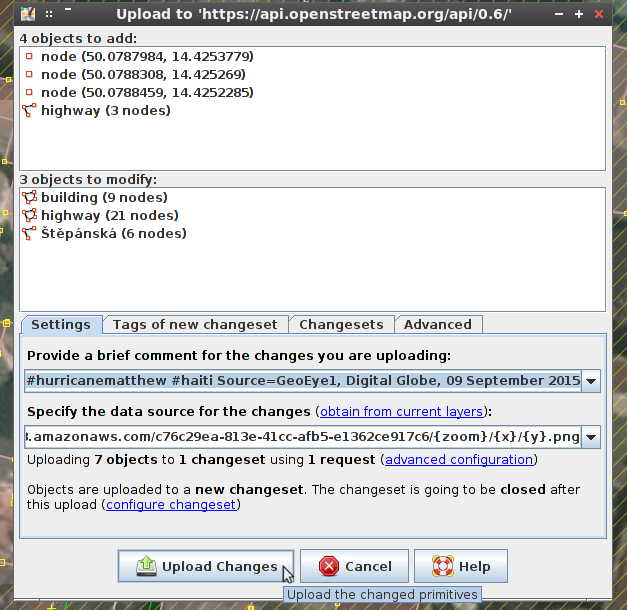 Upload to 'https://api.openstreetmap.org/api/0.6/'
4 objects to add:
node (50.0787984, 14.4253779)
node (50.0788308, 14.425269)
node (50.0788459, 14.4252285)
highway (3 nodes)
3 objects to modify:
building (9 nodes)
highway (21 nodes)
Štěpánská (6 nodes)
Settings Tags of new changeset Changesets Advanced
Provide a brief comment for the changes you are uploading:
#hurricanematthew #haiti Source=GeoEye1, Digital Globe, 09 September 2015
Specify the data source for the changes (obtain from current layers):
.amazonaws.com/c76c29ea-813e-41cc-afb5-e1362ce917c6/{zoom}/{x}/{y}.png
Uploading 7 objects to 1 changeset using 1 request (advanced configuration)
Objects are uploaded to a new changeset. The changeset is going to be closed after
this upload (configure changeset)
Upload Changes Cancel Help
Upload the changed primitives